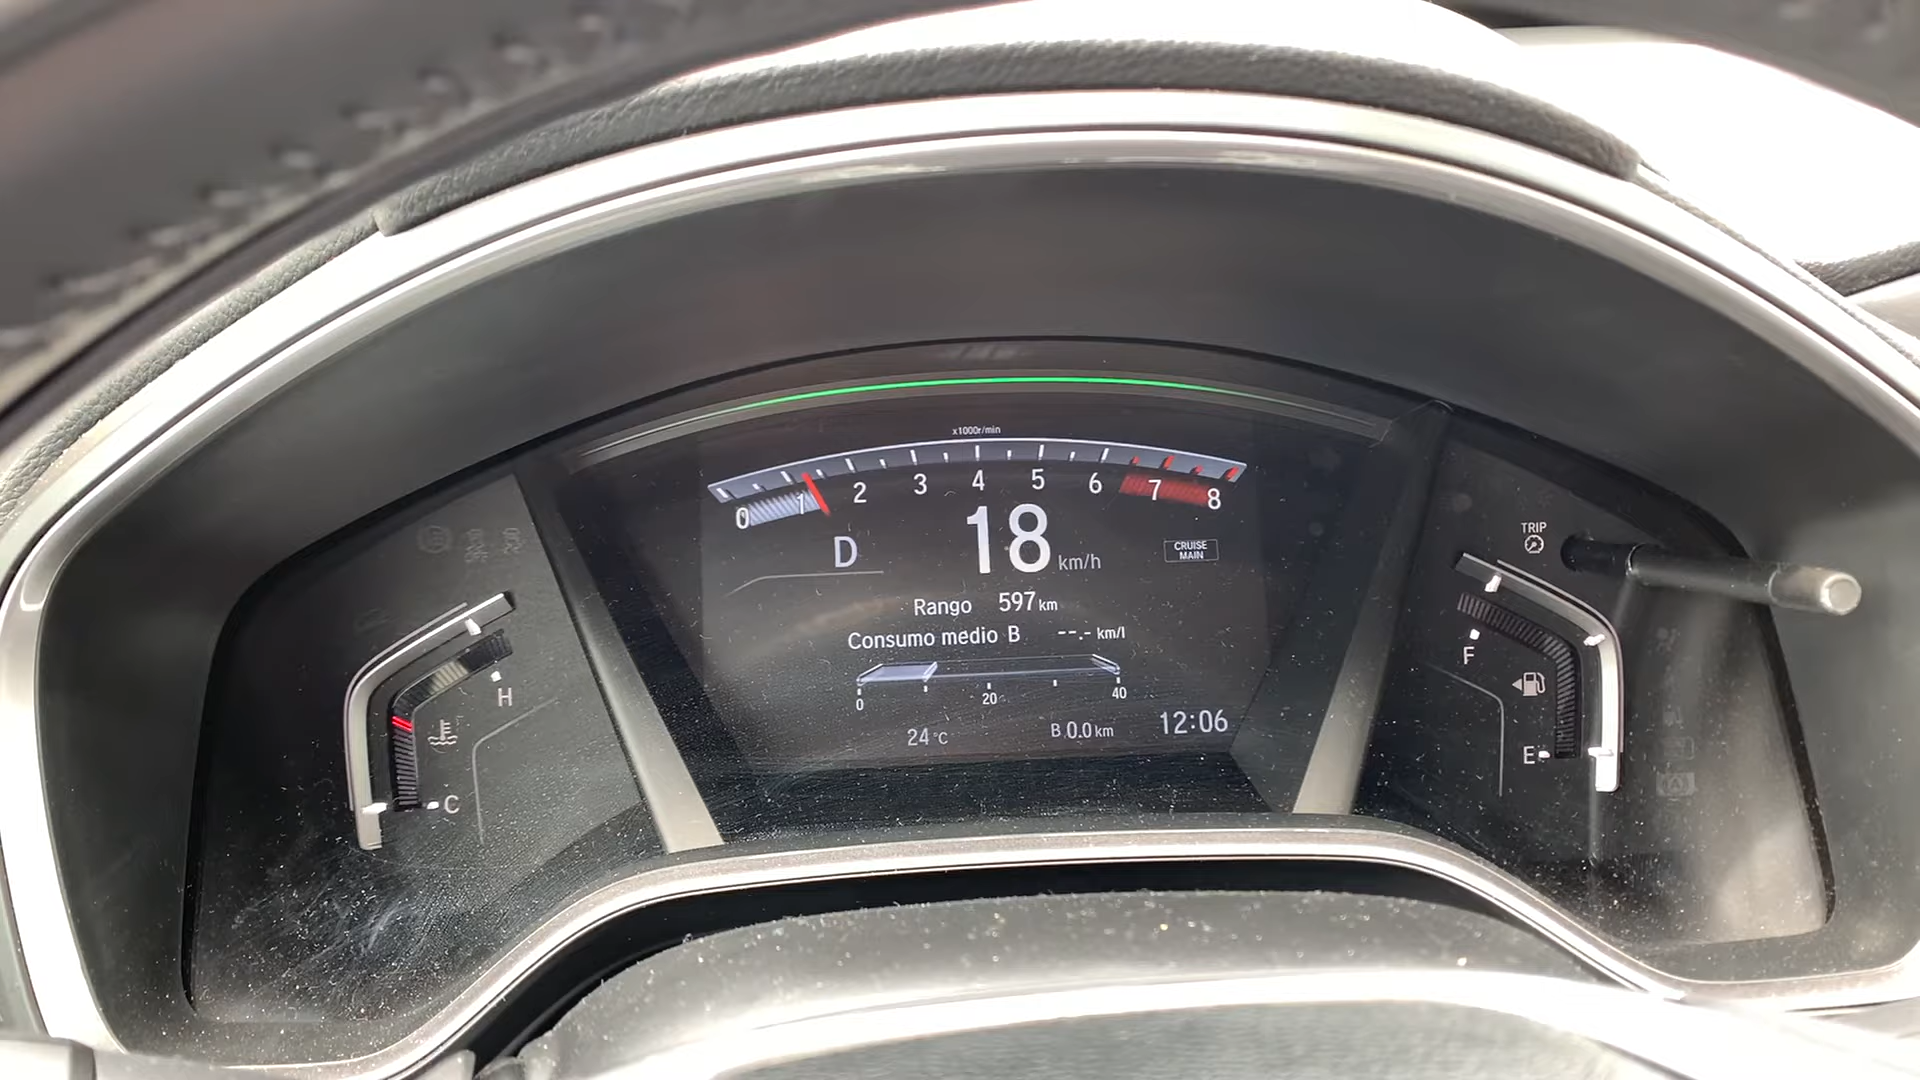 x1000r/min
0 1 2 3 4 5 6 7 8
D 18 km/h CRUISE MAIN
TRIP
Rango 597 km
Consumo medio B --.- km/l
0 20 40
24 °C B 0.0 km 12:06
H
C
F
E